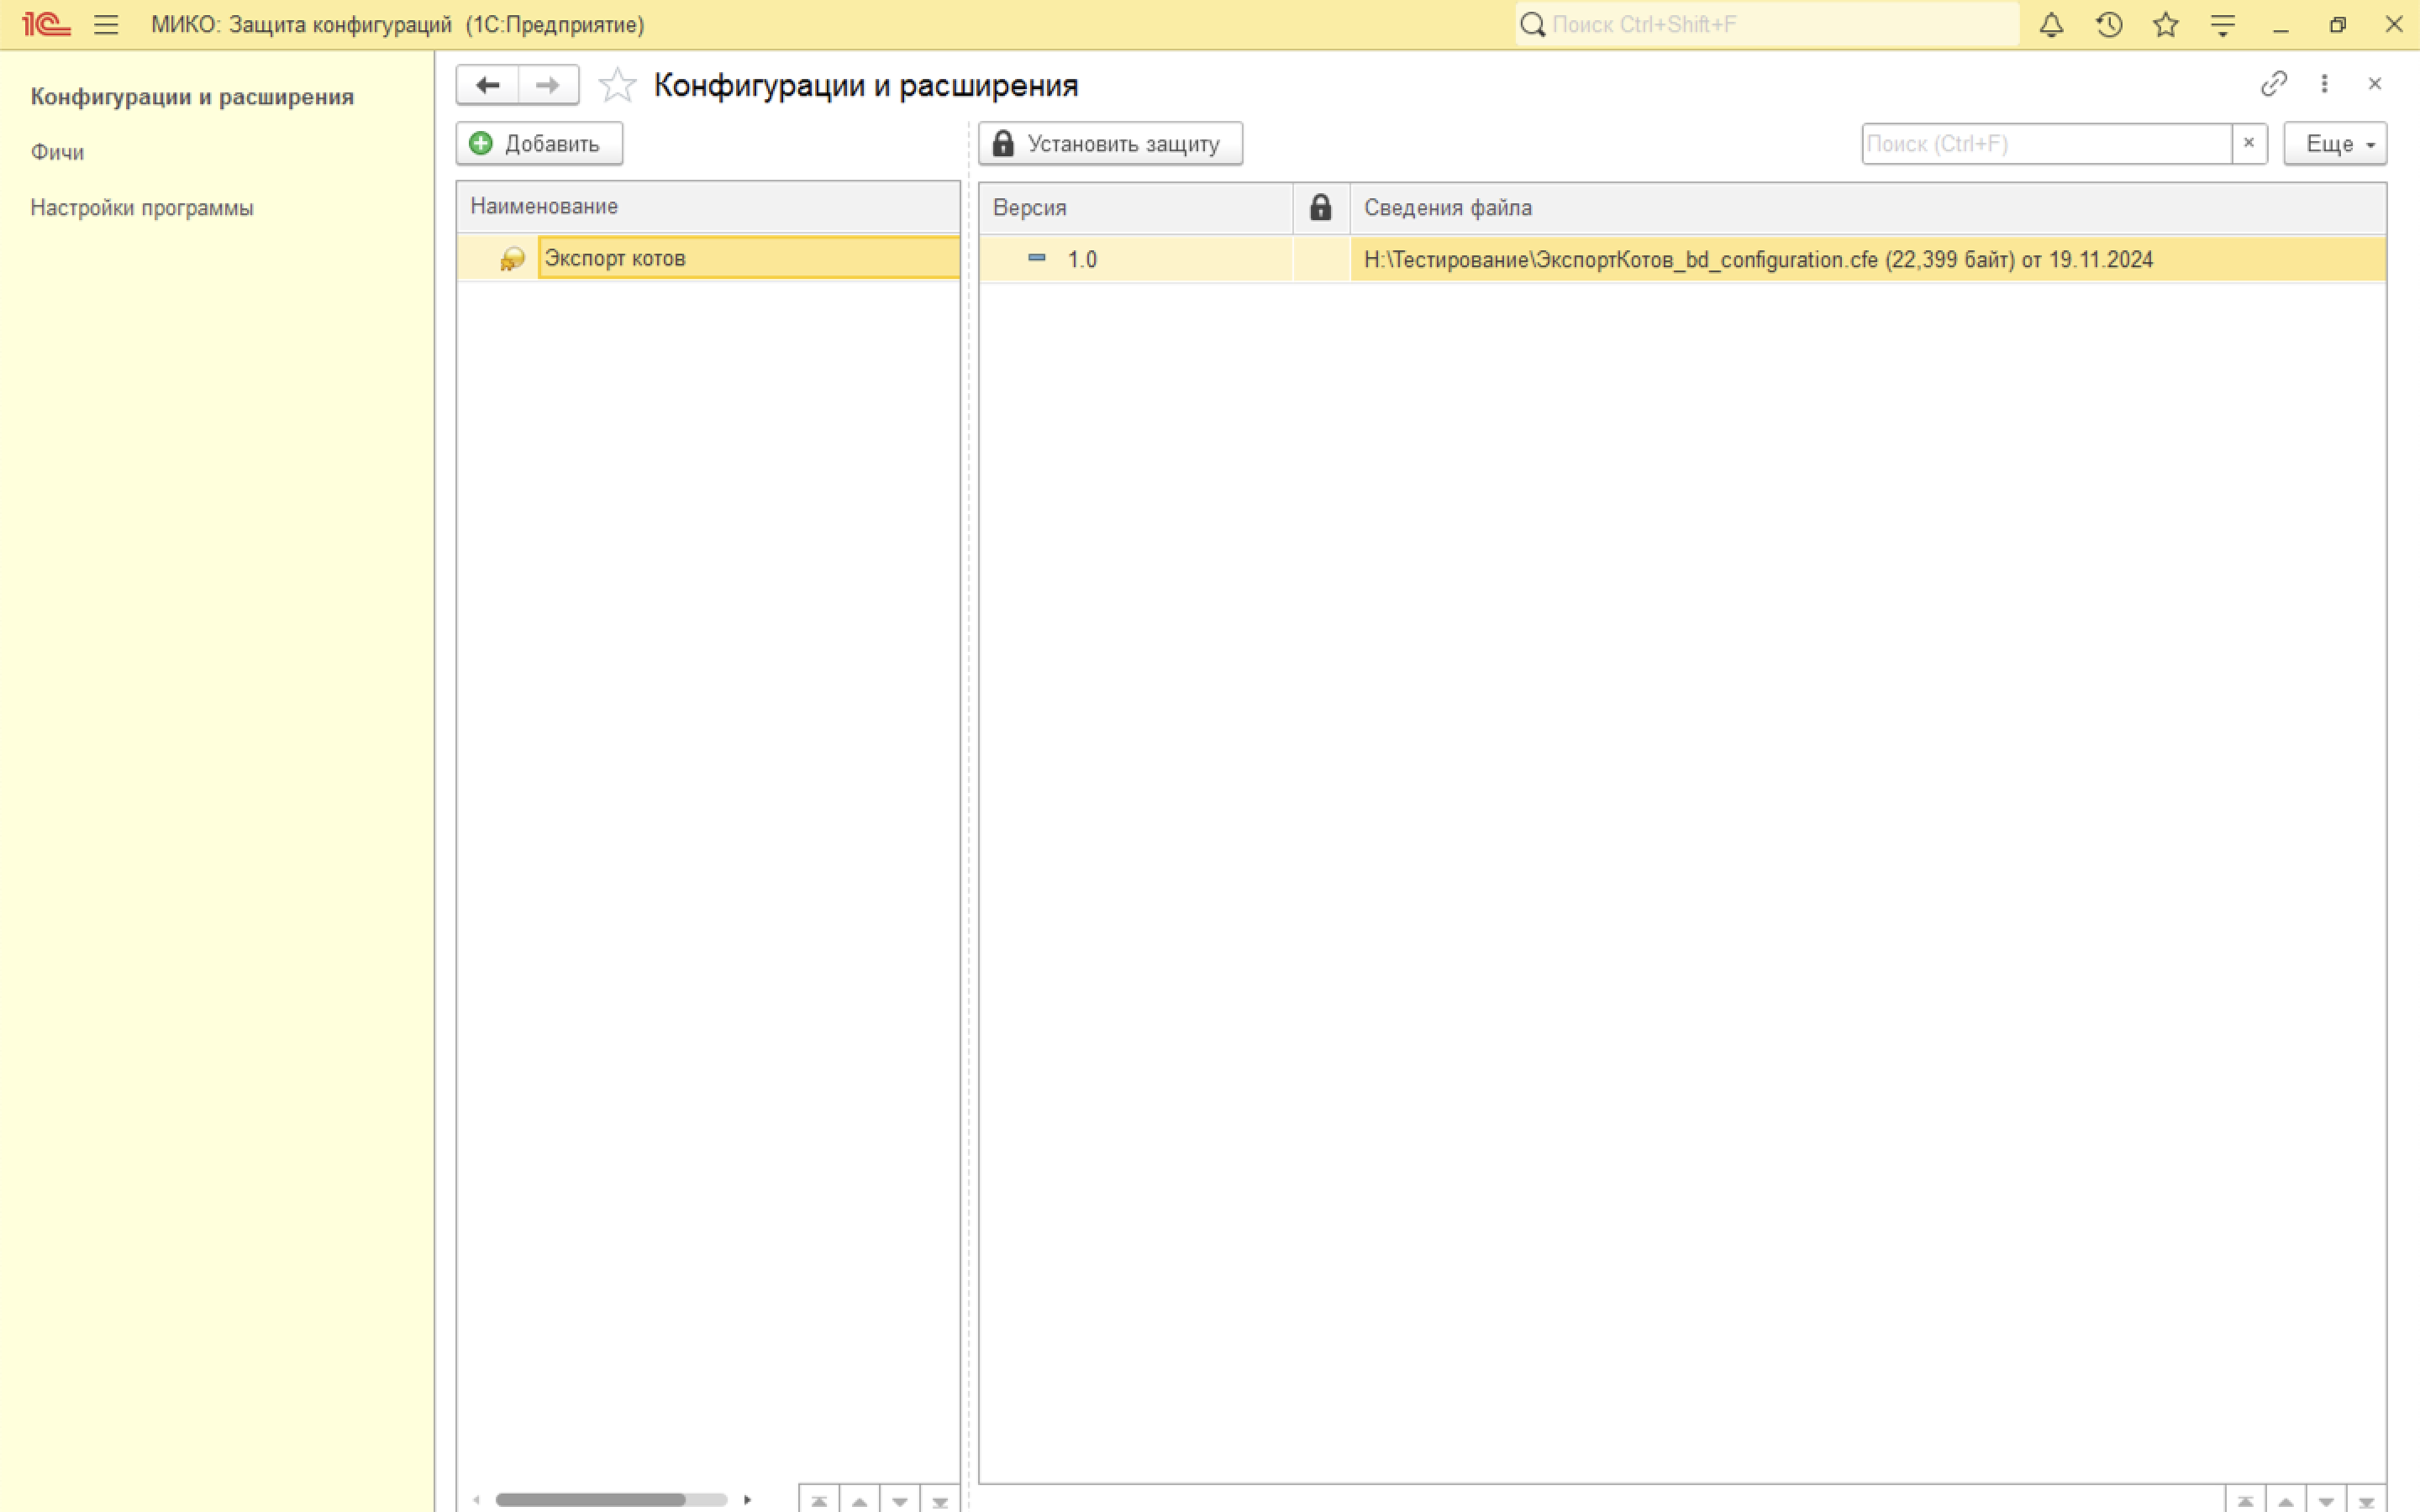 1С МИКО: Защита конфигураций (1С:Предприятие) Поиск Ctrl+Shift+F
Конфигурации и расширения
Фичи
Настройки программы
Конфигурации и расширения
Добавить
Установить защиту Поиск (Ctrl+F) × Еще
Наименование
Экспорт котов
Версия Сведения файла
1.0 H:\Тестирование\ЭкспортКотов_bd_configuration.cfe (22,399 байт) от 19.11.2024